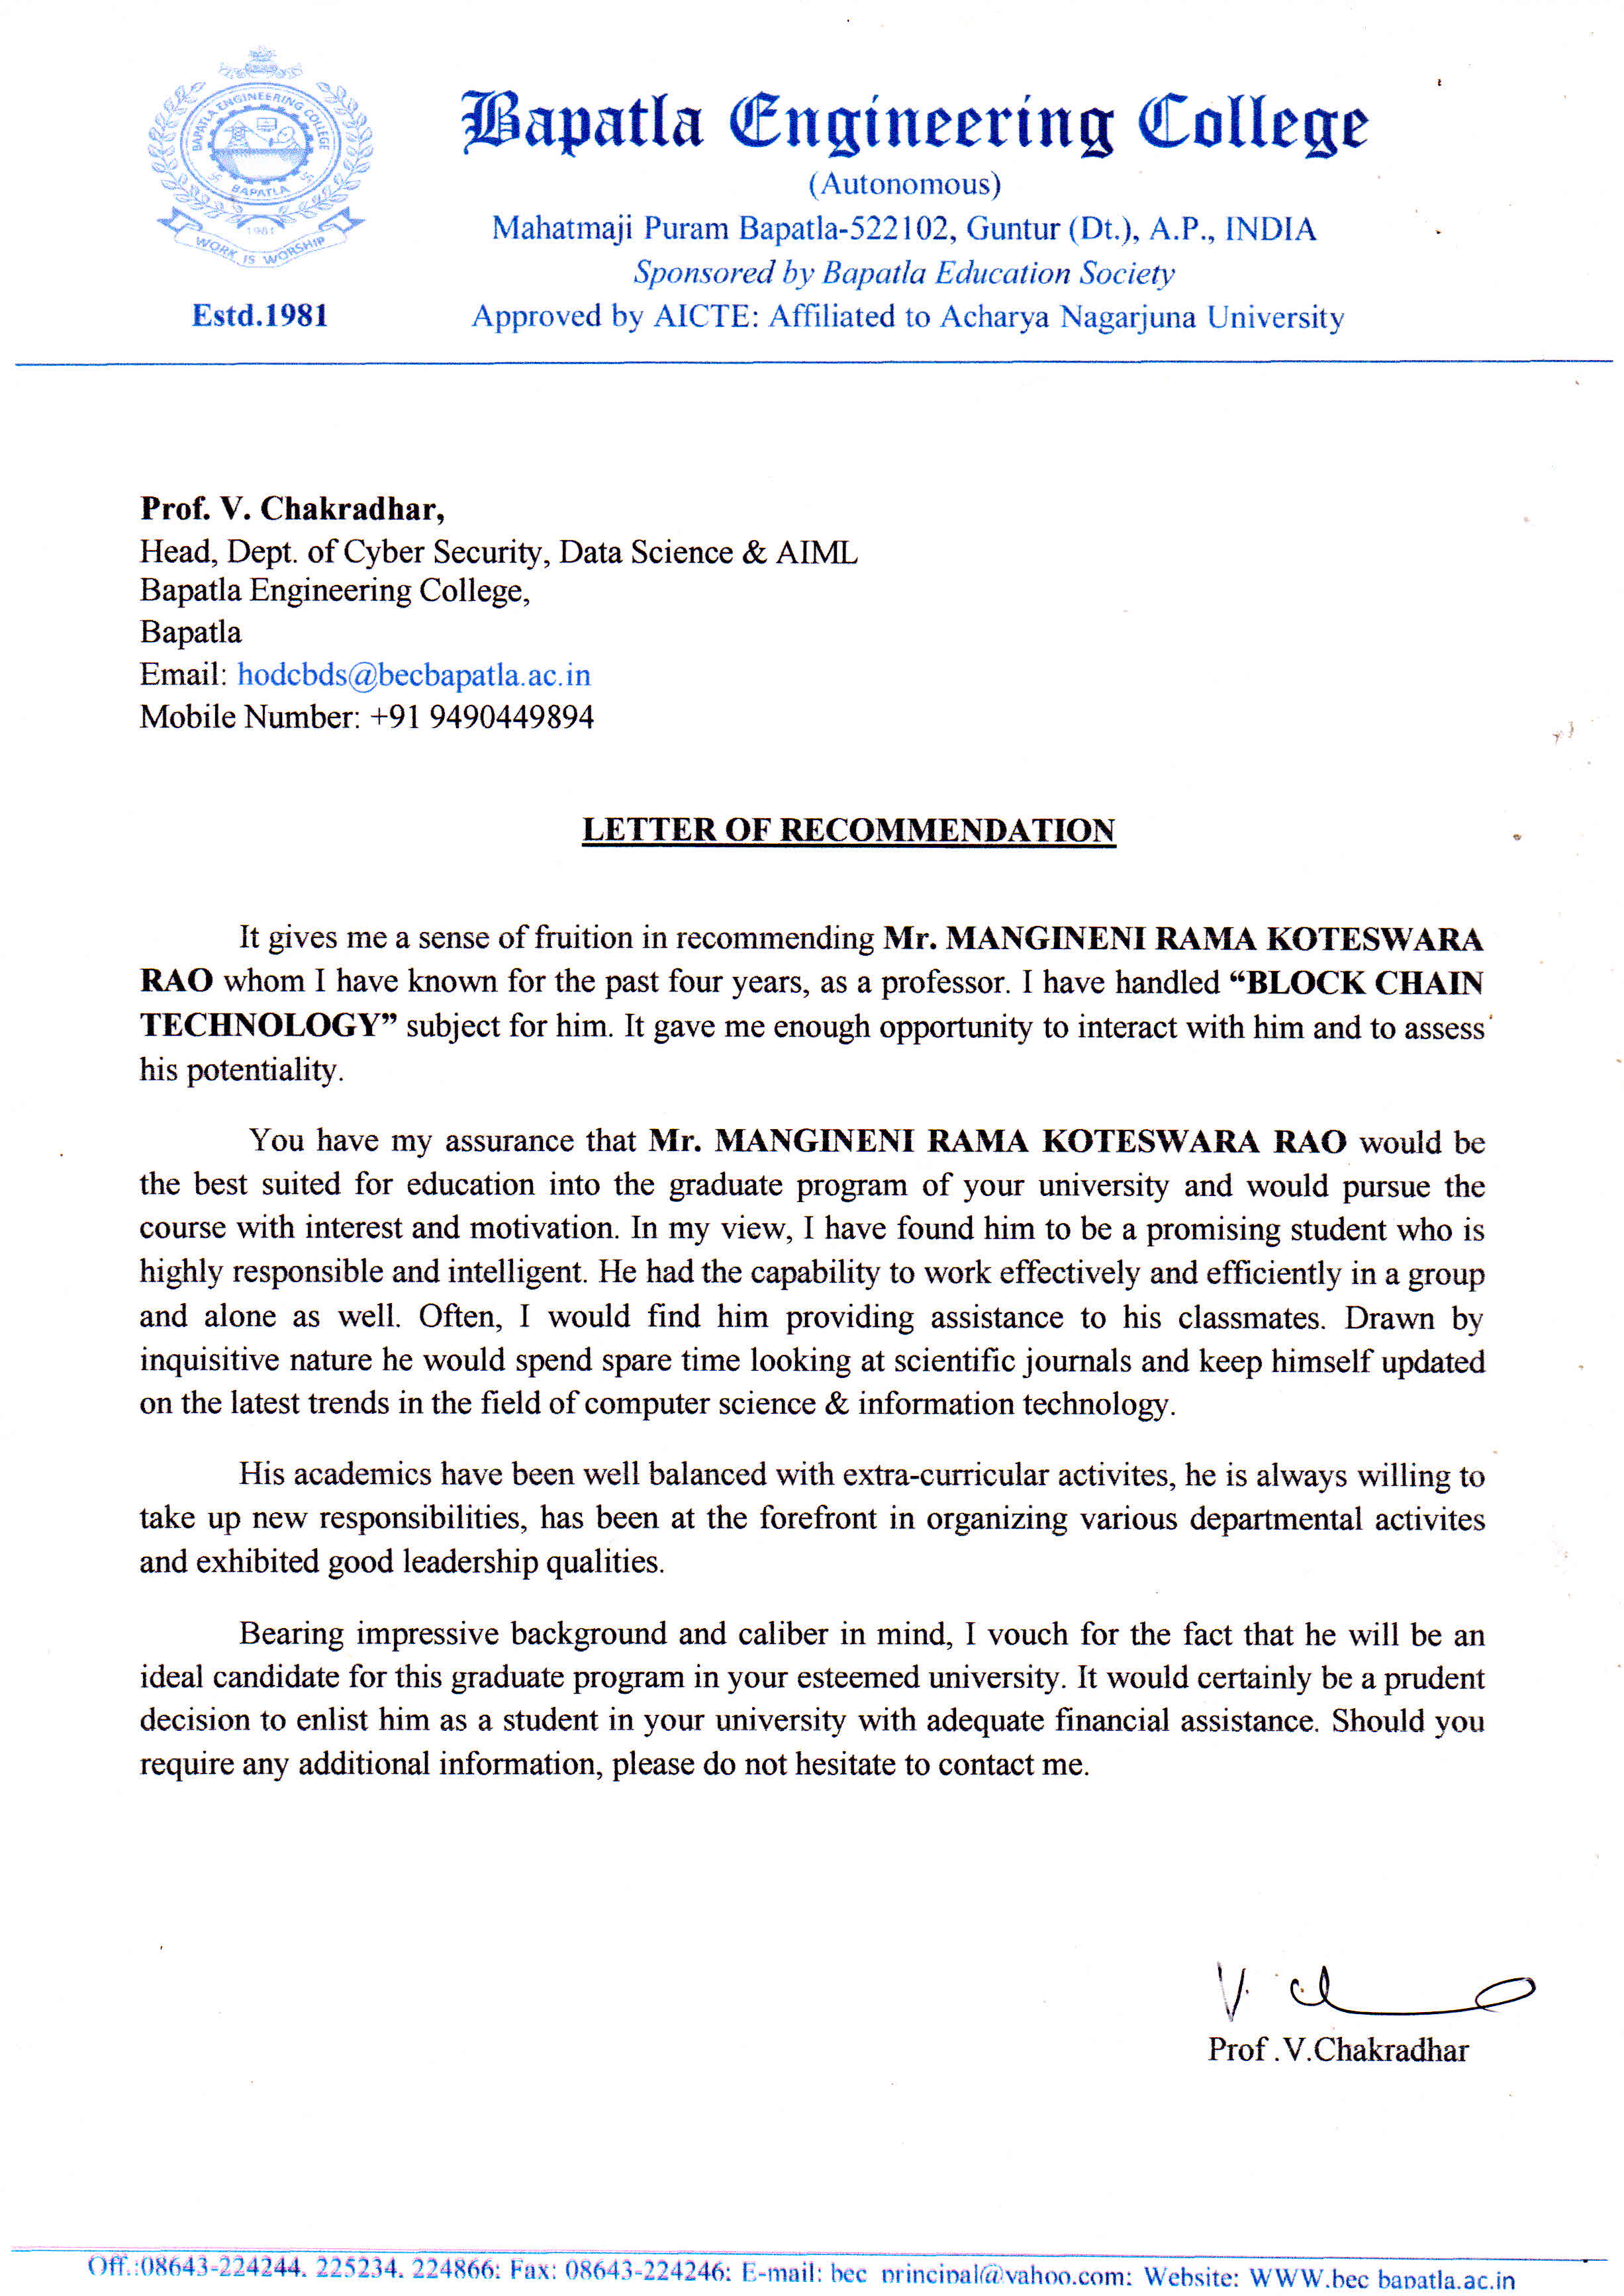 BAPATLA ENGINEERING COLLEGE
BAPATLA
1981
WORK IS WORSHIP
Estd.1981
Bapatla Engineering College
(Autonomous)
Mahatmaji Puram Bapatla-522102, Guntur (Dt.), A.P., INDIA
Sponsored by Bapatla Education Society
Approved by AICTE: Affiliated to Acharya Nagarjuna University
Prof. V. Chakradhar,
Head, Dept. of Cyber Security, Data Science & AIML
Bapatla Engineering College,
Bapatla
Email: hodcbds@becbapatla.ac.in
Mobile Number: +91 9490449894
LETTER OF RECOMMENDATION
It gives me a sense of fruition in recommending Mr. MANGINENI RAMA KOTESWARA
RAO whom I have known for the past four years, as a professor. I have handled “BLOCK CHAIN
TECHNOLOGY” subject for him. It gave me enough opportunity to interact with him and to assess
his potentiality.
You have my assurance that Mr. MANGINENI RAMA KOTESWARA RAO would be
the best suited for education into the graduate program of your university and would pursue the
course with interest and motivation. In my view, I have found him to be a promising student who is
highly responsible and intelligent. He had the capability to work effectively and efficiently in a group
and alone as well. Often, I would find him providing assistance to his classmates. Drawn by
inquisitive nature he would spend spare time looking at scientific journals and keep himself updated
on the latest trends in the field of computer science & information technology.
His academics have been well balanced with extra-curricular activites, he is always willing to
take up new responsibilities, has been at the forefront in organizing various departmental activites
and exhibited good leadership qualities.
Bearing impressive background and caliber in mind, I vouch for the fact that he will be an
ideal candidate for this graduate program in your esteemed university. It would certainly be a prudent
decision to enlist him as a student in your university with adequate financial assistance. Should you
require any additional information, please do not hesitate to contact me.
V. Ch
Prof .V.Chakradhar
Off.:08643-224244, 225234, 224866; Fax: 08643-224246; E-mail: bec_principal@yahoo.com; Website: WWW.bec bapatla.ac.in